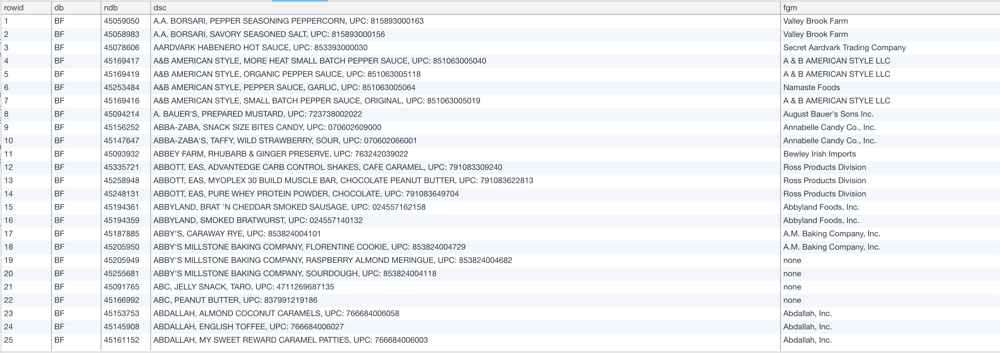 rowid db ndb dsc fgm
1 BF 45059050 A.A. BORSARI, PEPPER SEASONING PEPPERCORN, UPC: 815893000163 Valley Brook Farm
2 BF 45058983 A.A. BORSARI, SAVORY SEASONED SALT, UPC: 815893000156 Valley Brook Farm
3 BF 45078606 AARDVARK HABENERO HOT SAUCE, UPC: 853393000030 Secret Aardvark Trading Company
4 BF 45169417 A&B AMERICAN STYLE, MORE HEAT SMALL BATCH PEPPER SAUCE, UPC: 851063005040 A & B AMERICAN STYLE LLC
5 BF 45169419 A&B AMERICAN STYLE, ORGANIC PEPPER SAUCE, UPC: 851063005118 A & B AMERICAN STYLE LLC
6 BF 45253484 A&B AMERICAN STYLE, PEPPER SAUCE, GARLIC, UPC: 851063005064 Namaste Foods
7 BF 45169416 A&B AMERICAN STYLE, SMALL BATCH PEPPER SAUCE, ORIGINAL, UPC: 851063005019 A & B AMERICAN STYLE LLC
8 BF 45094214 A. BAUER'S, PREPARED MUSTARD, UPC: 723738002022 August Bauer's Sons Inc.
9 BF 45156252 ABBA-ZABA, SNACK SIZE BITES CANDY, UPC: 070602609000 Annabelle Candy Co., Inc.
10 BF 45147647 ABBA-ZABA'S, TAFFY, WILD STRAWBERRY, SOUR, UPC: 070602066001 Annabelle Candy Co., Inc.
11 BF 45093932 ABBEY FARM, RHUBARB & GINGER PRESERVE, UPC: 763242039022 Bewley Irish Imports
12 BF 45335721 ABBOTT, EAS, ADVANTEDGE CARB CONTROL SHAKES, CAFE CARAMEL, UPC: 791083309240 Ross Products Division
13 BF 45258948 ABBOTT, EAS, MYOPLEX 30 BUILD MUSCLE BAR, CHOCOLATE PEANUT BUTTER, UPC: 791083622813 Ross Products Division
14 BF 45248131 ABBOTT, EAS, PURE WHEY PROTEIN POWDER, CHOCOLATE, UPC: 791083649704 Ross Products Division
15 BF 45194361 ABBYLAND, BRAT 'N CHEDDAR SMOKED SAUSAGE, UPC: 024557162158 Abbyland Foods, Inc.
16 BF 45194359 ABBYLAND, SMOKED BRATWURST, UPC: 024557140132 Abbyland Foods, Inc.
17 BF 45187885 ABBY'S, CARAWAY RYE, UPC: 853824004101 A.M. Baking Company, Inc.
18 BF 45205950 ABBY'S MILLSTONE BAKING COMPANY, FLORENTINE COOKIE, UPC: 853824004729 A.M. Baking Company, Inc.
19 BF 45205949 ABBY'S MILLSTONE BAKING COMPANY, RASPBERRY ALMOND MERINGUE, UPC: 853824004682 none
20 BF 45255681 ABBY'S MILLSTONE BAKING COMPANY, SOURDOUGH, UPC: 853824004118 none
21 BF 45091765 ABC, JELLY SNACK, TARO, UPC: 4711269687135 none
22 BF 45166992 ABC, PEANUT BUTTER, UPC: 837991219186 none
23 BF 45153753 ABDALLAH, ALMOND COCONUT CARAMELS, UPC: 766684006058 Abdallah, Inc.
24 BF 45145908 ABDALLAH, ENGLISH TOFFEE, UPC: 766684006027 Abdallah, Inc.
25 BF 45161152 ABDALLAH, MY SWEET REWARD CARAMEL PATTIES, UPC: 766684006003 Abdallah, Inc.